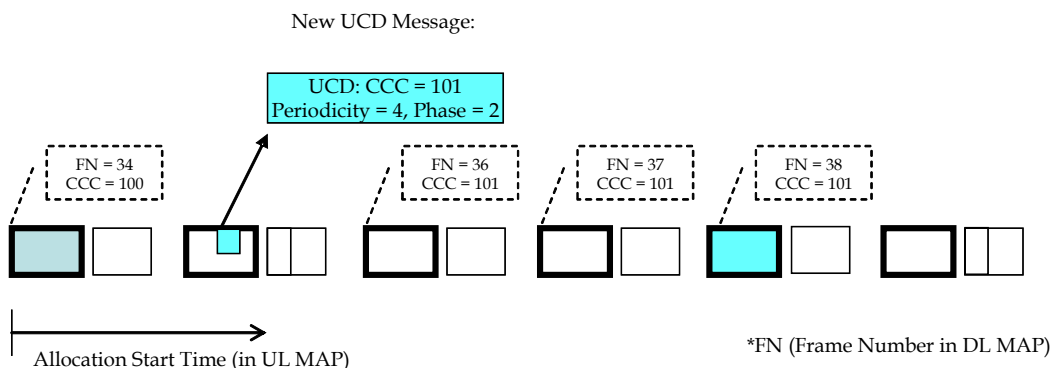 New UCD Message:
UCD: CCC = 101
Periodicity = 4, Phase = 2
FN = 34
CCC = 100
FN = 36
CCC = 101
FN = 37
CCC = 101
FN = 38
CCC = 101
Allocation Start Time (in UL MAP)
*FN (Frame Number in DL MAP)